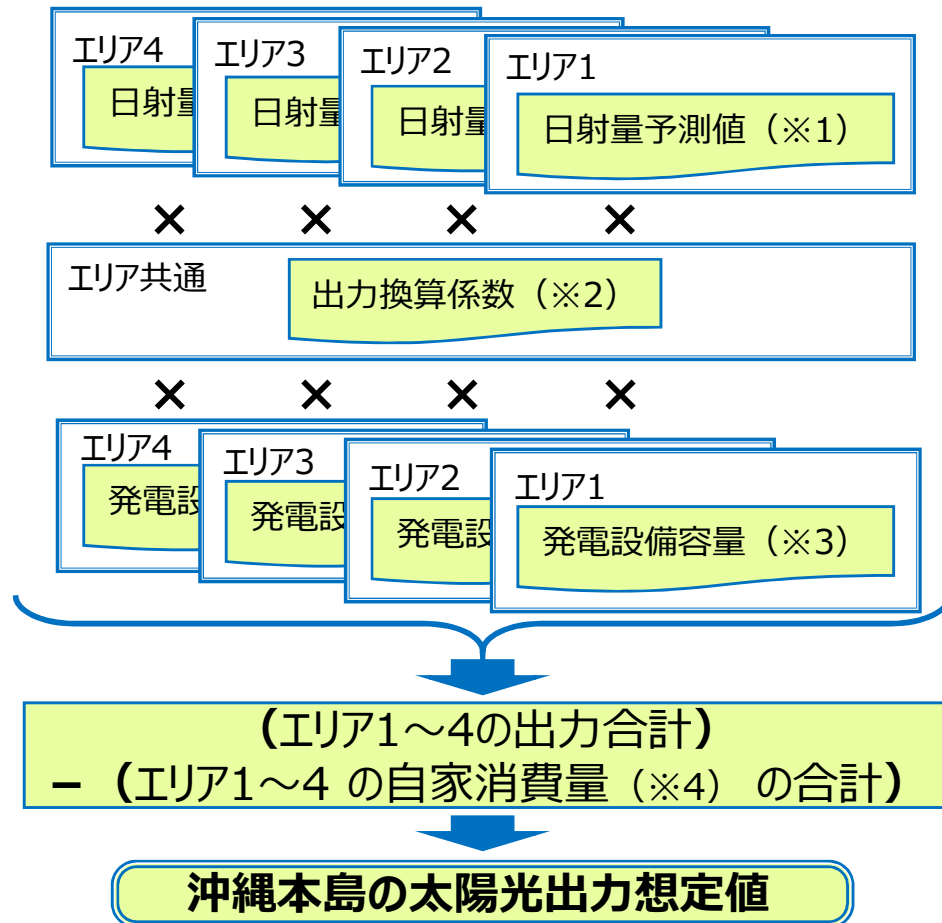 エリア4
日射量
エリア3
日射量
エリア2
日射量
エリア1
日射量予測値（※1）
× × × ×
エリア共通
出力換算係数（※2）
× × × ×
エリア4
発電設
エリア3
発電設
エリア2
発電設
エリア1
発電設備容量（※3）
(エリア1～4の出力合計)
－（エリア1～4 の自家消費量（※4） の合計）
沖縄本島の太陽光出力想定値